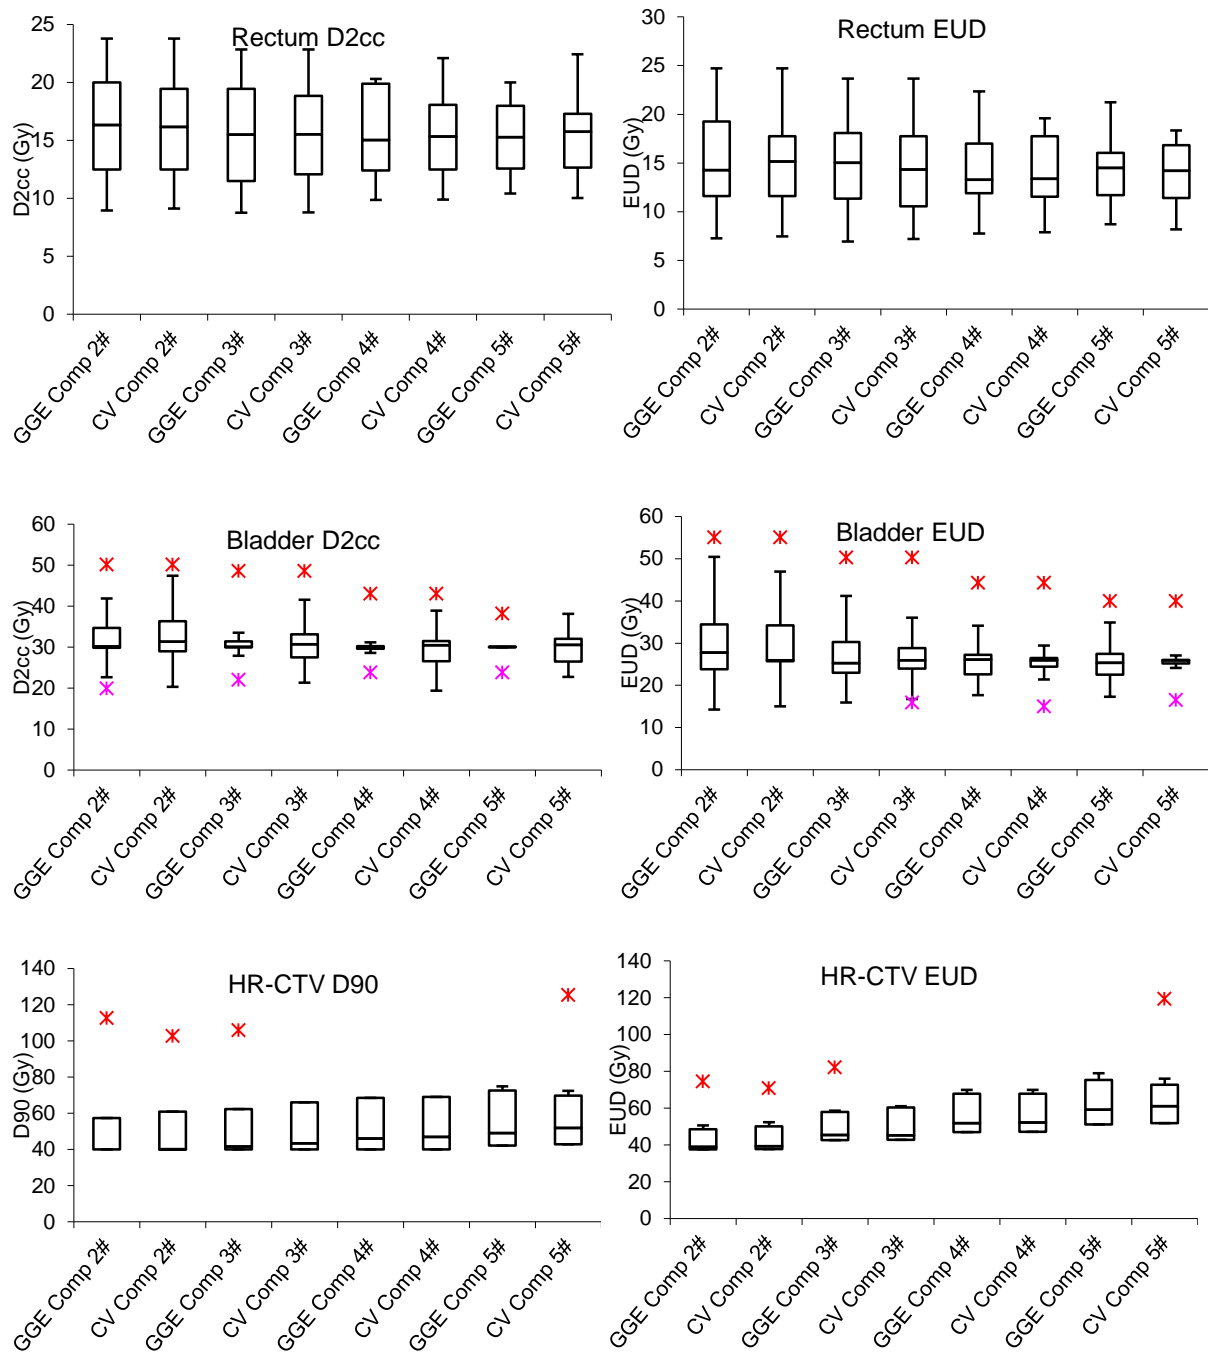 Rectum D2cc
D2cc (Gy)
25
20
15
10
5
0
GGE Comp 2#
CV Comp 2#
GGE Comp 3#
CV Comp 3#
GGE Comp 4#
CV Comp 4#
GGE Comp 5#
CV Comp 5#
Rectum EUD
EUD (Gy)
30
25
20
15
10
5
0
GGE Comp 2#
CV Comp 2#
GGE Comp 3#
CV Comp 3#
GGE Comp 4#
CV Comp 4#
GGE Comp 5#
CV Comp 5#
Bladder D2cc
D2cc (Gy)
60
50
40
30
20
10
0
GGE Comp 2#
CV Comp 2#
GGE Comp 3#
CV Comp 3#
GGE Comp 4#
CV Comp 4#
GGE Comp 5#
CV Comp 5#
Bladder EUD
EUD (Gy)
60
50
40
30
20
10
0
GGE Comp 2#
CV Comp 2#
GGE Comp 3#
CV Comp 3#
GGE Comp 4#
CV Comp 4#
GGE Comp 5#
CV Comp 5#
HR-CTV D90
D90 (Gy)
140
120
100
80
60
40
20
0
GGE Comp 2#
CV Comp 2#
GGE Comp 3#
CV Comp 3#
GGE Comp 4#
CV Comp 4#
GGE Comp 5#
CV Comp 5#
HR-CTV EUD
EUD (Gy)
140
120
100
80
60
40
20
0
GGE Comp 2#
CV Comp 2#
GGE Comp 3#
CV Comp 3#
GGE Comp 4#
CV Comp 4#
GGE Comp 5#
CV Comp 5#